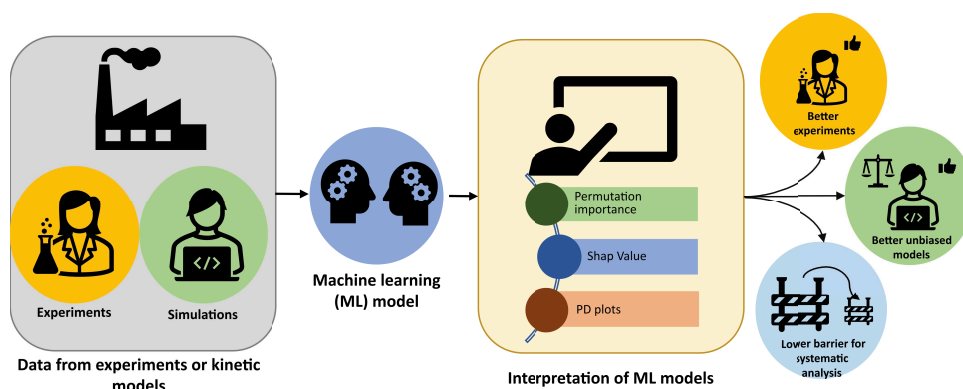 Experiments
Simulations
Data from experiments or kinetic
models
</>
</>
Machine learning
(ML) model
Permutation
importance
Shap Value
PD plots
Interpretation of ML models
Better
experiments
</>
Better unbiased
models
Lower barrier for
systematic
analysis